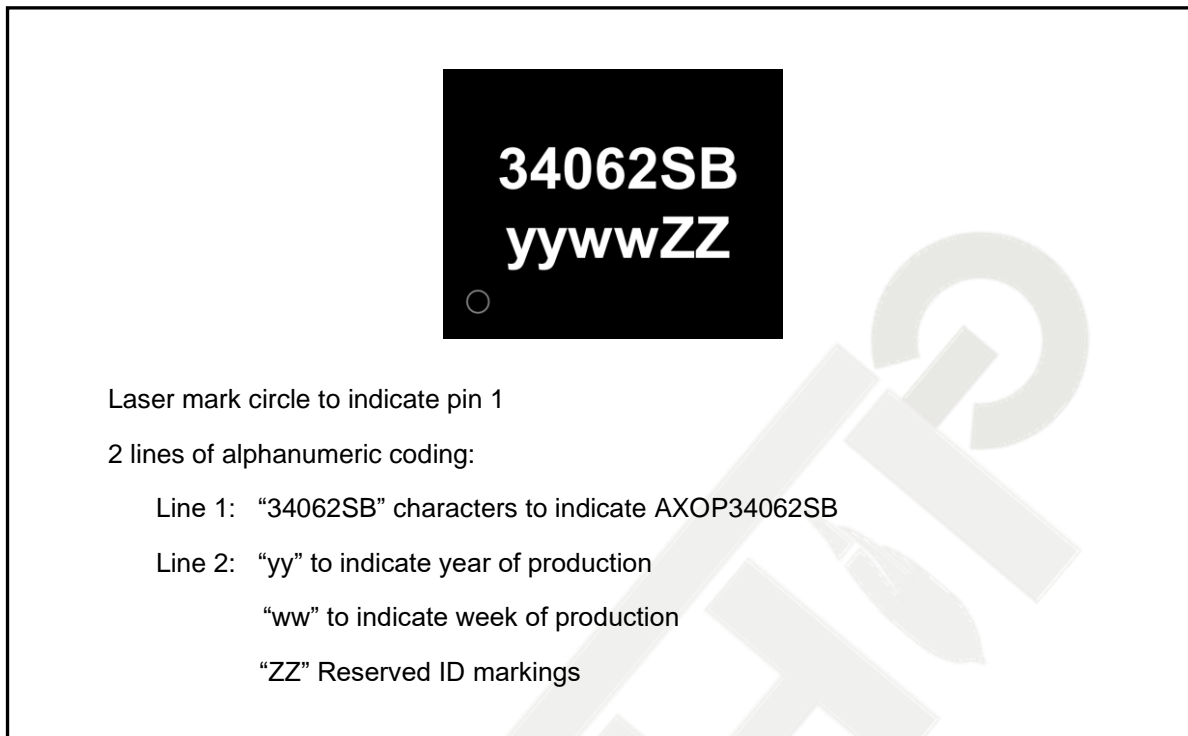 34062SB
yywwZZ
Laser mark circle to indicate pin 1
2 lines of alphanumeric coding:
Line 1: “34062SB” characters to indicate AXOP34062SB
Line 2: “yy” to indicate year of production
“ww” to indicate week of production
“ZZ” Reserved ID markings